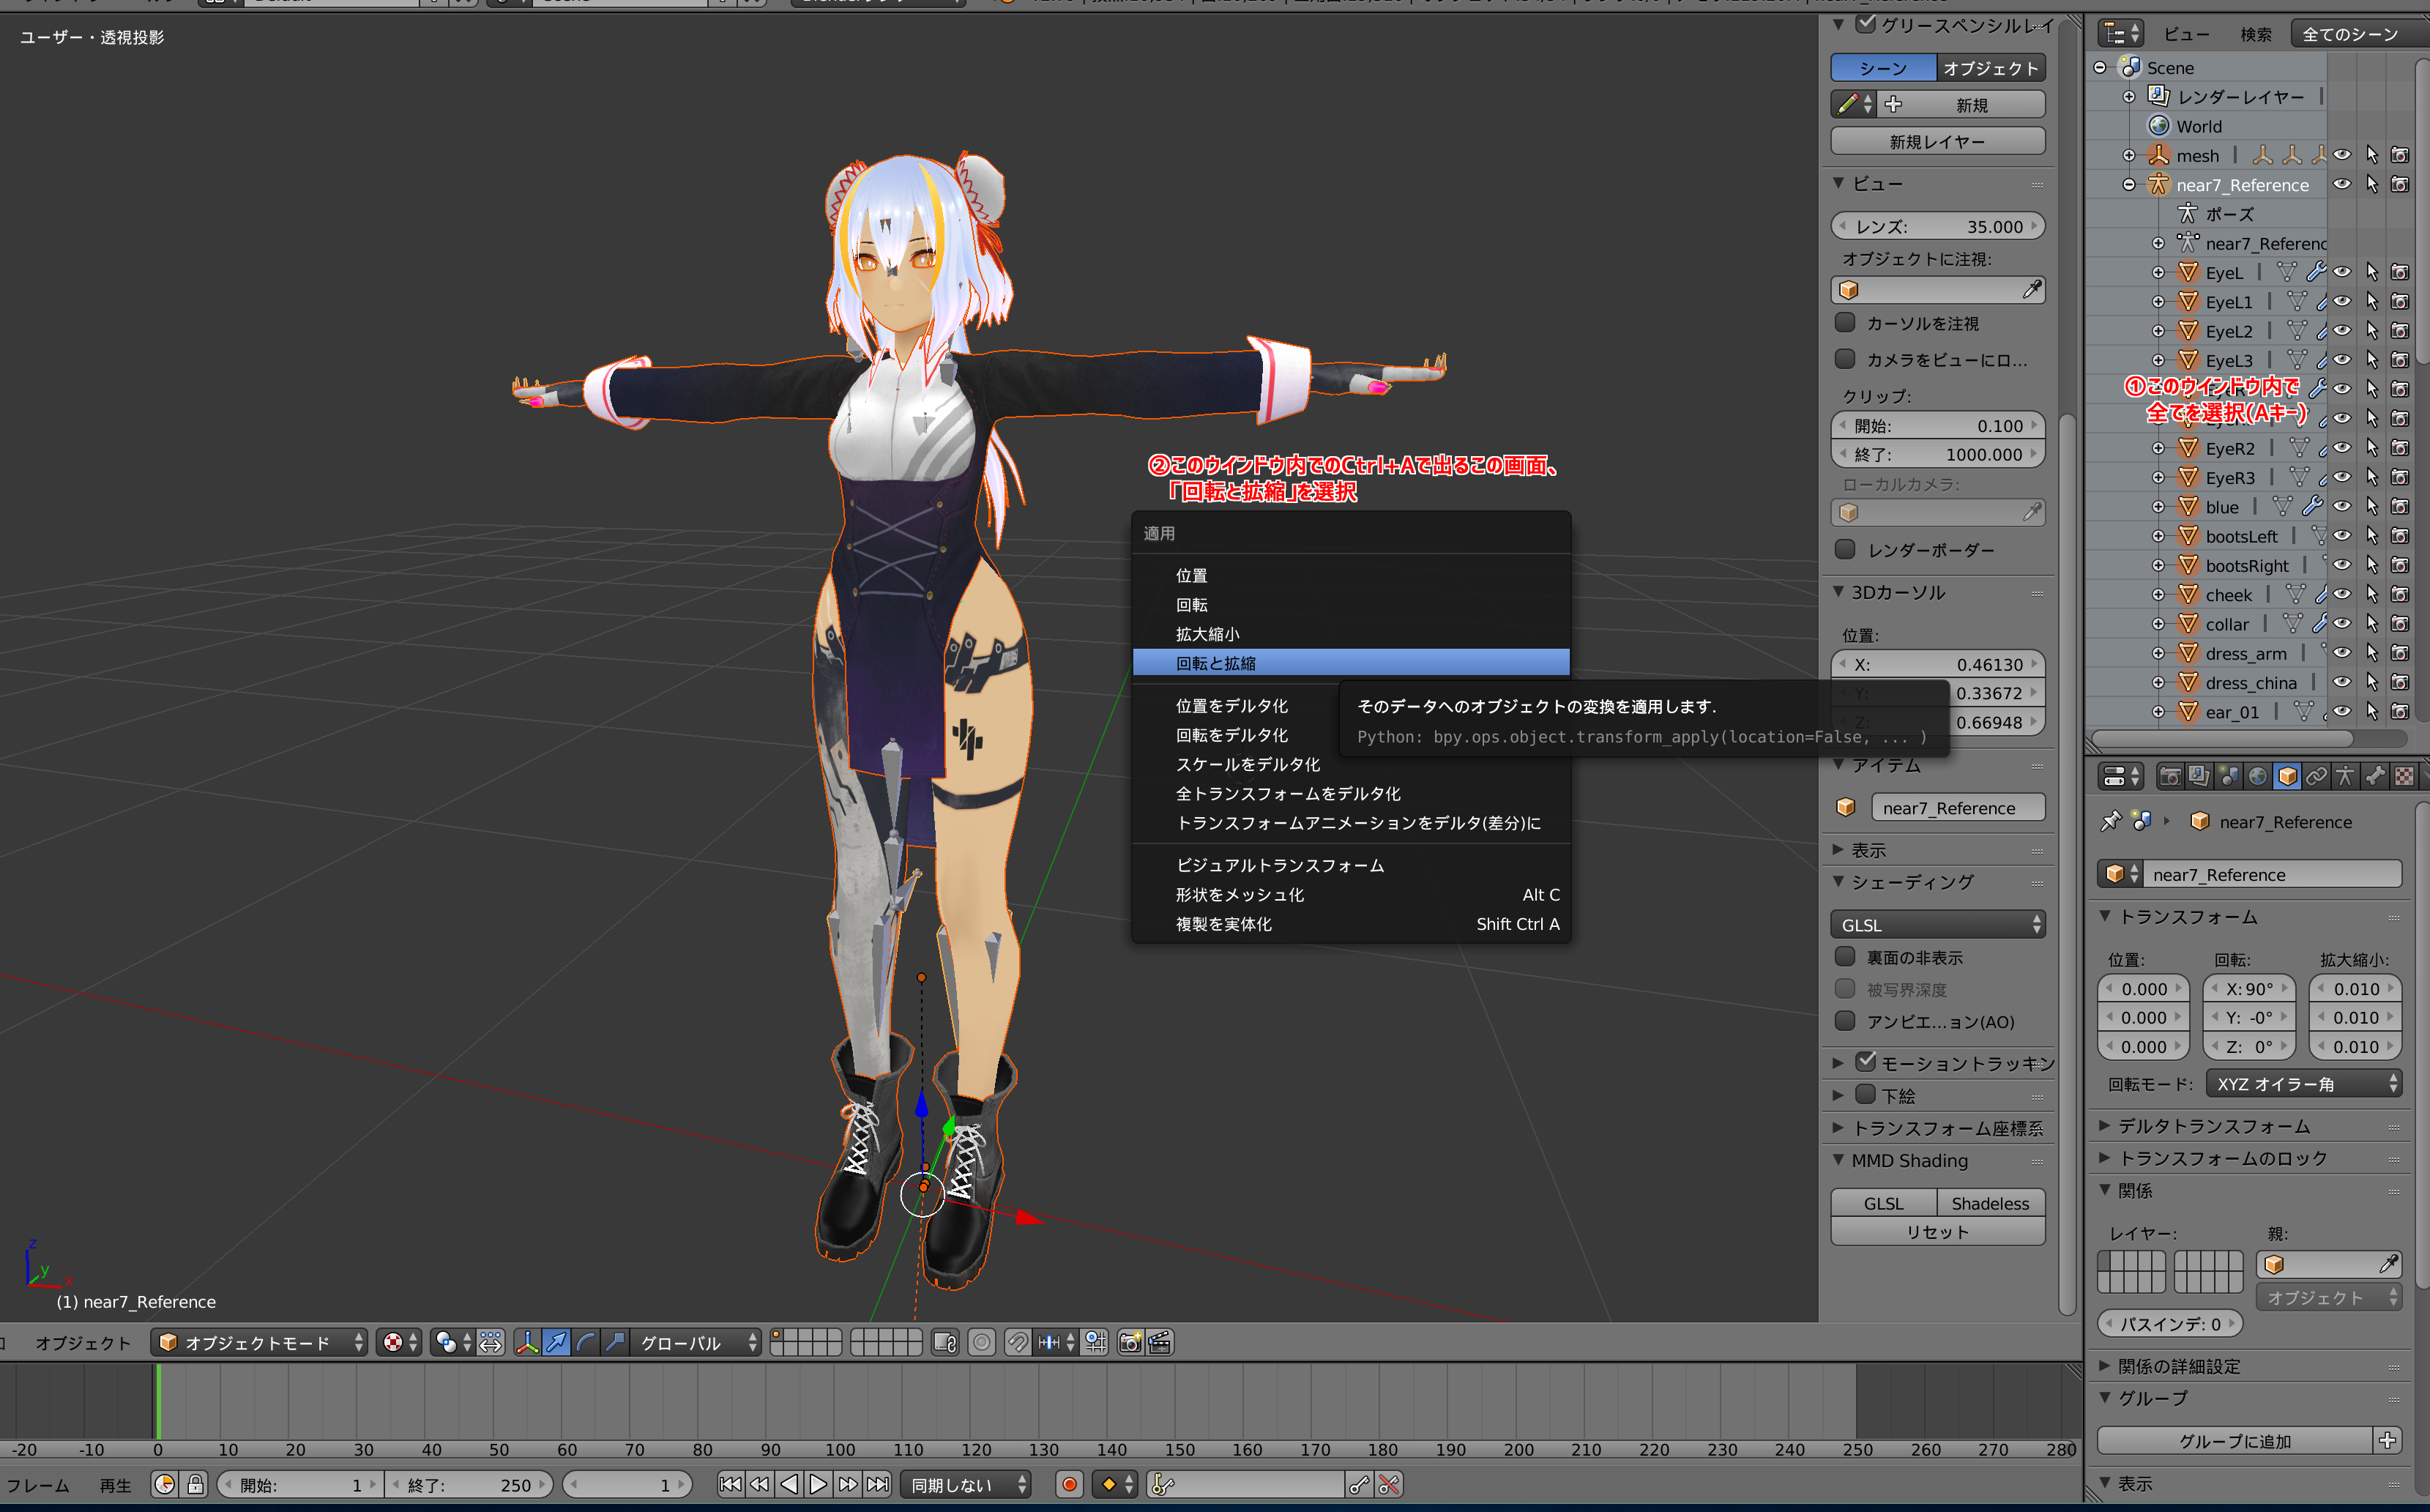 ユーザー・透視投影
(1) near7_Reference
①このウインドウ内で
全てを選択(Aキー)
②このウインドウ内でのCtrl+Aで出るこの画面、
「回転と拡縮」を選択
適用
位置
回転
拡大縮小
回転と拡縮
位置をデルタ化
回転をデルタ化
スケールをデルタ化
全トランスフォームをデルタ化
トランスフォームアニメーションをデルタ(差分)に
ビジュアルトランスフォーム
形状をメッシュ化 Alt C
複製を実体化 Shift Ctrl A
そのデータへのオブジェクトの変換を適用します.
Python: bpy.ops.object.transform_apply(location=False, ... )
グリースペンシルレイ
シーン オブジェクト
新規
新規レイヤー
ビュー
レンズ: 35.000
オブジェクトに注視:
カーソルを注視
カメラをビューにロ...
クリップ:
開始: 0.100
終了: 1000.000
ローカルカメラ:
レンダーボーダー
3Dカーソル
位置:
X: 0.46130
Y: 0.33672
Z: 0.66948
アイテム
near7_Reference
表示
シェーディング
GLSL
裏面の非表示
被写界深度
アンビエ...ョン(AO)
モーショントラッキン
下絵
トランスフォーム座標系
MMD Shading
GLSL Shadeless
リセット
ビュー 検索 全てのシーン
Scene
レンダーレイヤー
World
mesh
near7_Reference
ポーズ
near7_Referenc
EyeL
EyeL1
EyeL2
EyeL3
EyeR2
EyeR3
blue
bootsLeft
bootsRight
cheek
collar
dress_arm
dress_china
ear_01
near7_Reference
near7_Reference
トランスフォーム
位置: 回転: 拡大縮小:
0.000 X: 90° 0.010
0.000 Y: -0° 0.010
0.000 Z: 0° 0.010
回転モード: XYZ オイラー角
デルタトランスフォーム
トランスフォームのロック
関係
レイヤー: 親:
オブジェクト
パスインデ: 0
関係の詳細設定
グループ
グループに追加
表示
オブジェクト オブジェクトモード グローバル
-20 -10 0 10 20 30 40 50 60 70 80 90 100 110 120 130 140 150 160 170 180 190 200 210 220 230 240 250 260 270 280
フレーム 再生 開始: 1 終了: 250 1 同期しない